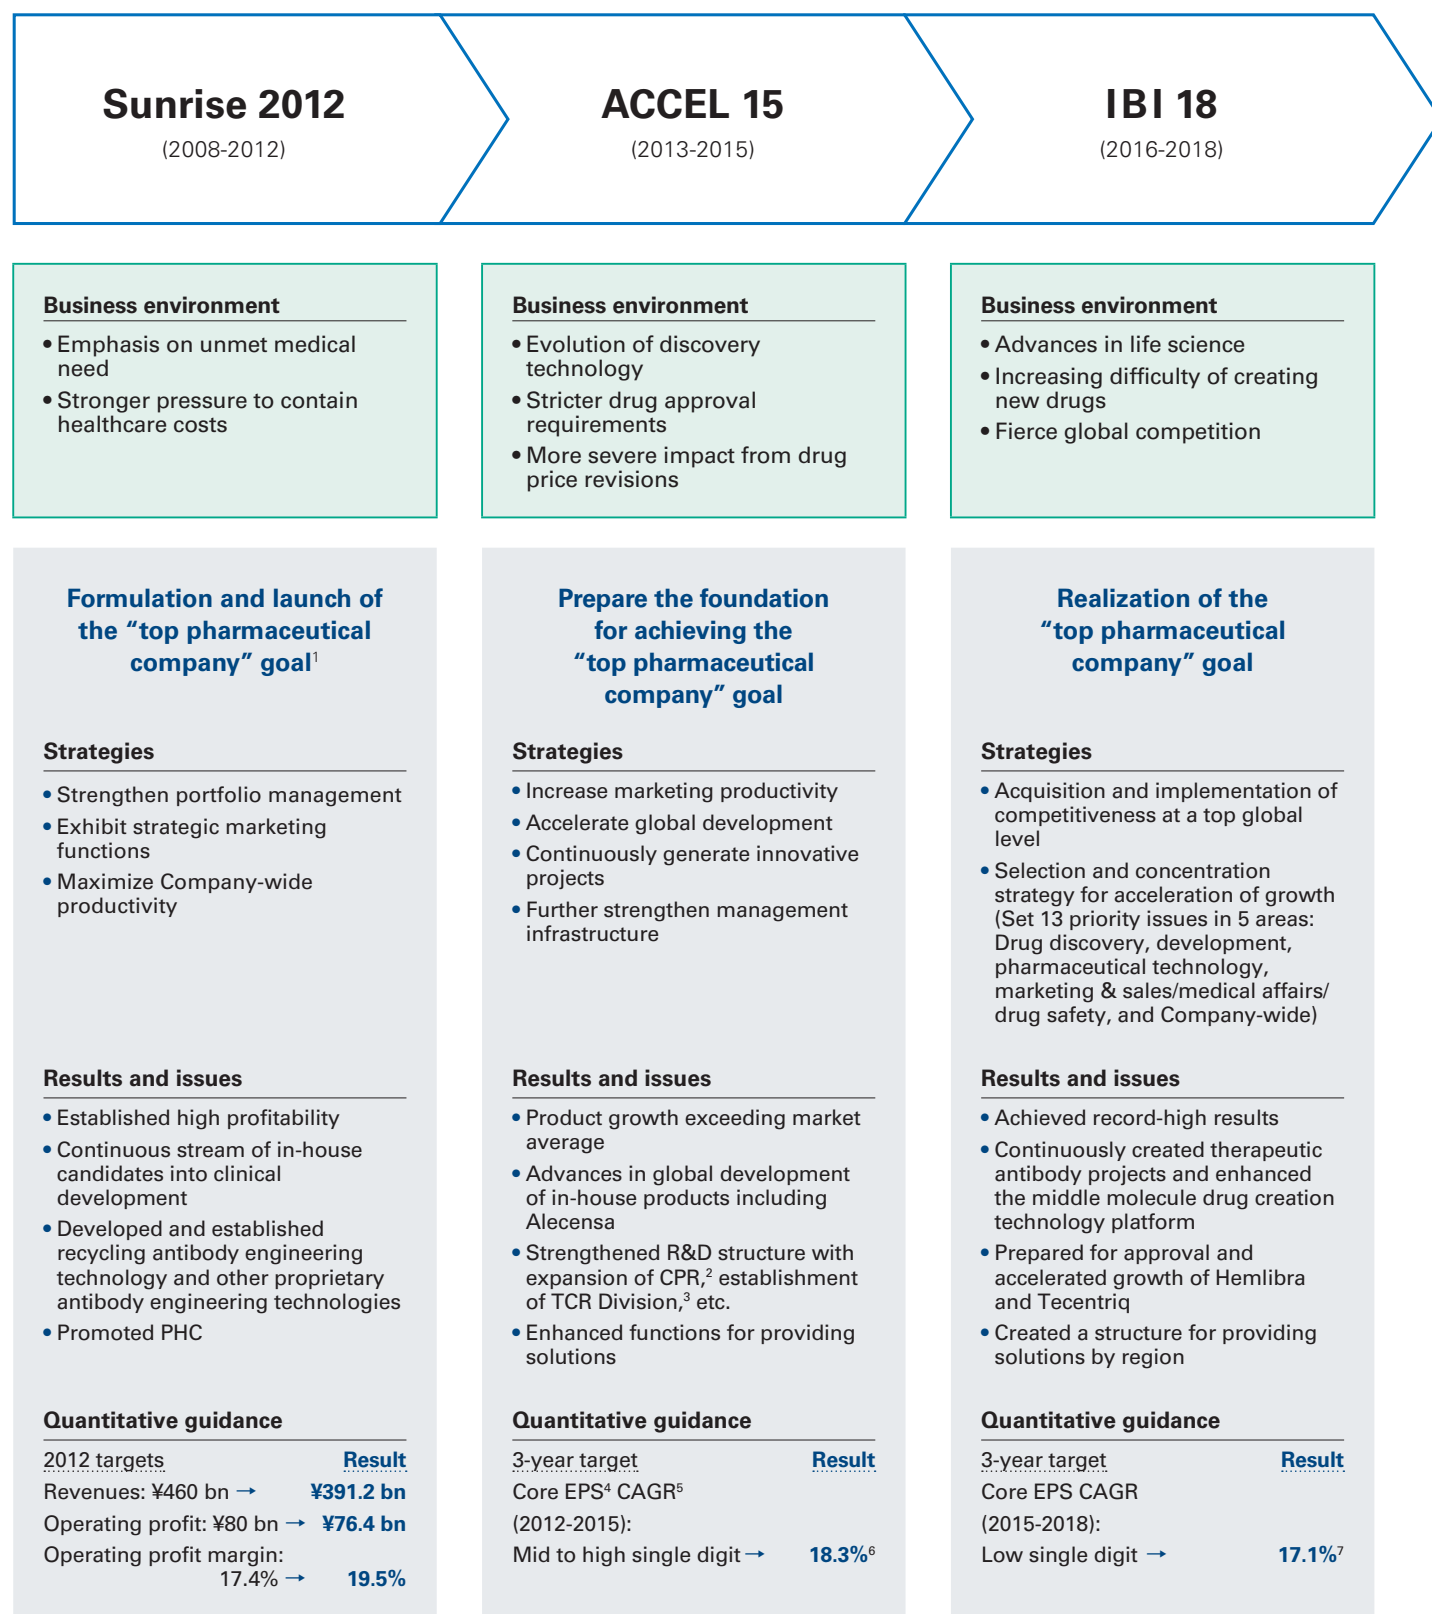 Sunrise 2012
(2008-2012)
ACCEL 15
(2013-2015)
IBI 18
(2016-2018)
Business environment
• Emphasis on unmet medical
need
• Stronger pressure to contain
healthcare costs
Business environment
• Evolution of discovery
technology
• Stricter drug approval
requirements
• More severe impact from drug
price revisions
Business environment
• Advances in life science
• Increasing difficulty of creating
new drugs
• Fierce global competition
Formulation and launch of
the “top pharmaceutical
company” goal¹
Strategies
• Strengthen portfolio management
• Exhibit strategic marketing
functions
• Maximize Company-wide
productivity
Results and issues
• Established high profitability
• Continuous stream of in-house
candidates into clinical
development
• Developed and established
recycling antibody engineering
technology and other proprietary
antibody engineering technologies
• Promoted PHC
Quantitative guidance
2012 targets Result
Revenues: ¥460 bn → ¥391.2 bn
Operating profit: ¥80 bn → ¥76.4 bn
Operating profit margin:
17.4% → 19.5%
Prepare the foundation
for achieving the
“top pharmaceutical
company” goal
Strategies
• Increase marketing productivity
• Accelerate global development
• Continuously generate innovative
projects
• Further strengthen management
infrastructure
Results and issues
• Product growth exceeding market
average
• Advances in global development
of in-house products including
Alecensa
• Strengthened R&D structure with
expansion of CPR,² establishment
of TCR Division,³ etc.
• Enhanced functions for providing
solutions
Quantitative guidance
3-year target Result
Core EPS⁴ CAGR⁵
(2012-2015):
Mid to high single digit → 18.3%⁶
Realization of the
“top pharmaceutical
company” goal
Strategies
• Acquisition and implementation of
competitiveness at a top global
level
• Selection and concentration
strategy for acceleration of growth
(Set 13 priority issues in 5 areas:
Drug discovery, development,
pharmaceutical technology,
marketing & sales/medical affairs/
drug safety, and Company-wide)
Results and issues
• Achieved record-high results
• Continuously created therapeutic
antibody projects and enhanced
the middle molecule drug creation
technology platform
• Prepared for approval and
accelerated growth of Hemlibra
and Tecentriq
• Created a structure for providing
solutions by region
Quantitative guidance
3-year target Result
Core EPS CAGR
(2015-2018):
Low single digit → 17.1%⁷